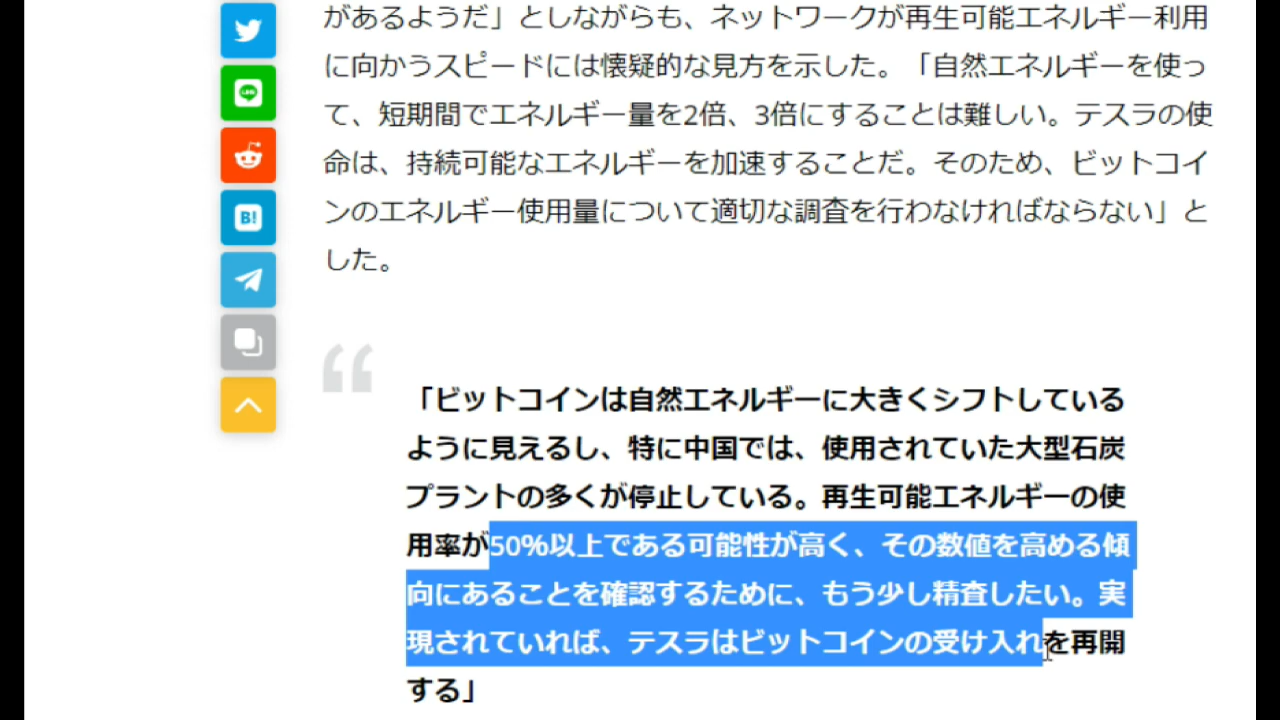 があるようだ」としながらも、ネットワークが再生可能エネルギー利用
に向かうスピードには懐疑的な見方を示した。「自然エネルギーを使っ
て、短期間でエネルギー量を2倍、3倍にすることは難しい。テスラの使
命は、持続可能なエネルギーを加速することだ。そのため、ビットコイ
ンのエネルギー使用量について適切な調査を行わなければならない」と
した。
LINE
B!
「ビットコインは自然エネルギーに大きくシフトしている
ように見えるし、特に中国では、使用されていた大型石炭
プラントの多くが停止している。再生可能エネルギーの使
用率が50%以上である可能性が高く、その数値を高める傾
向にあることを確認するために、もう少し精査したい。実
現されていれば、テスラはビットコインの受け入れを再開
する」